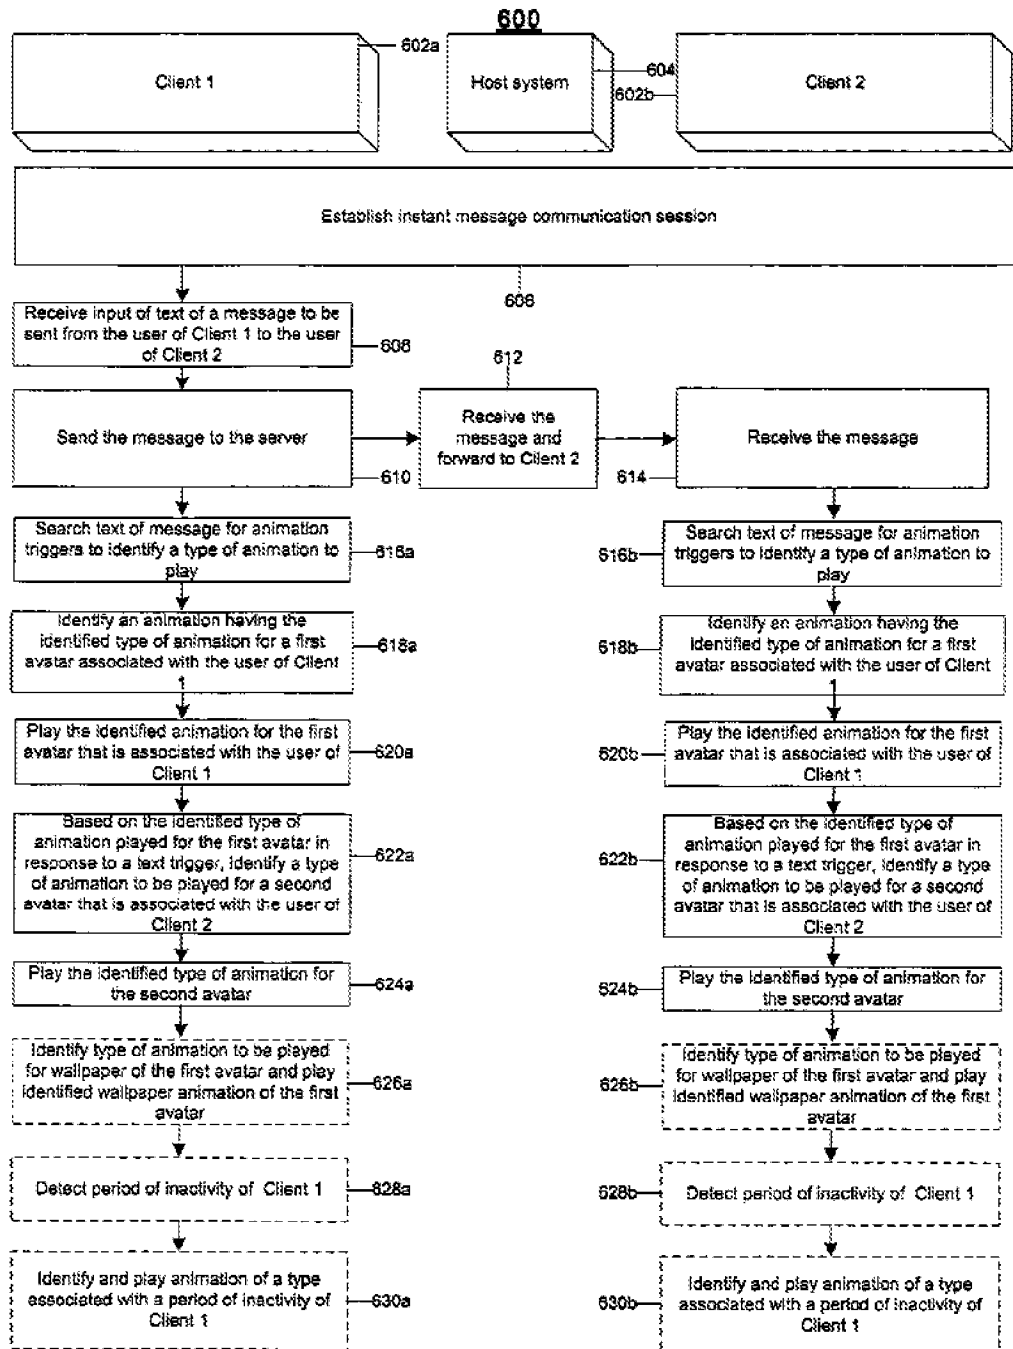 600
Client 1
602a
Host system
604
602b
Client 2
Establish instant message communication session
606
Receive input of text of a message to be
sent from the user of Client 1 to the user
of Client 2
608
612
Send the message to the server
610
Receive the
message and
forward to Client 2
614
Receive the message
Search text of message for animation
triggers to identify a type of animation to
play
616a
616b
Search text of message for animation
triggers to identify a type of animation to
play
Identify an animation having the
identified type of animation for a first
avatar associated with the user of Client
1
618a
618b
Identify an animation having the
identified type of animation for a first
avatar associated with the user of Client
1
Play the identified animation for the first
avatar that is associated with the user of
Client 1
620a
620b
Play the identified animation for the first
avatar that is associated with the user of
Client 1
Based on the identified type of
animation played for the first avatar in
response to a text trigger, identify a type
of animation to be played for a second
avatar that is associated with the user of
Client 2
622a
622b
Based on the identified type of
animation played for the first avatar in
response to a text trigger, identify a type
of animation to be played for a second
avatar that is associated with the user of
Client 2
Play the identified type of animation for
the second avatar
624a
624b
Play the identified type of animation for
the second avatar
Identify type of animation to be played
for wallpaper of the first avatar and play
identified wallpaper animation of the first
avatar
626a
626b
Identify type of animation to be played
for wallpaper of the first avatar and play
identified wallpaper animation of the first
avatar
Detect period of inactivity of Client 1
628a
628b
Detect period of inactivity of Client 1
Identify and play animation of a type
associated with a period of inactivity of
Client 1
630a
630b
Identify and play animation of a type
associated with a period of inactivity of
Client 1